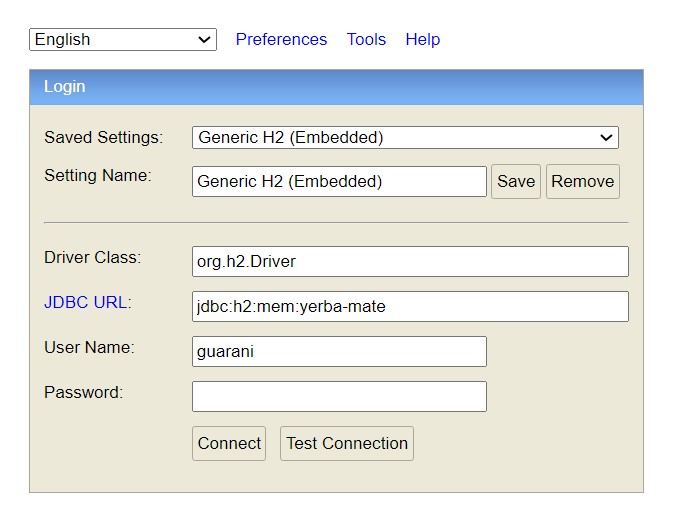 English Preferences Tools Help
Login
Saved Settings: Generic H2 (Embedded)
Setting Name: Generic H2 (Embedded) Save Remove
Driver Class: org.h2.Driver
JDBC URL: jdbc:h2:mem:yerba-mate
User Name: guarani
Password:
Connect Test Connection